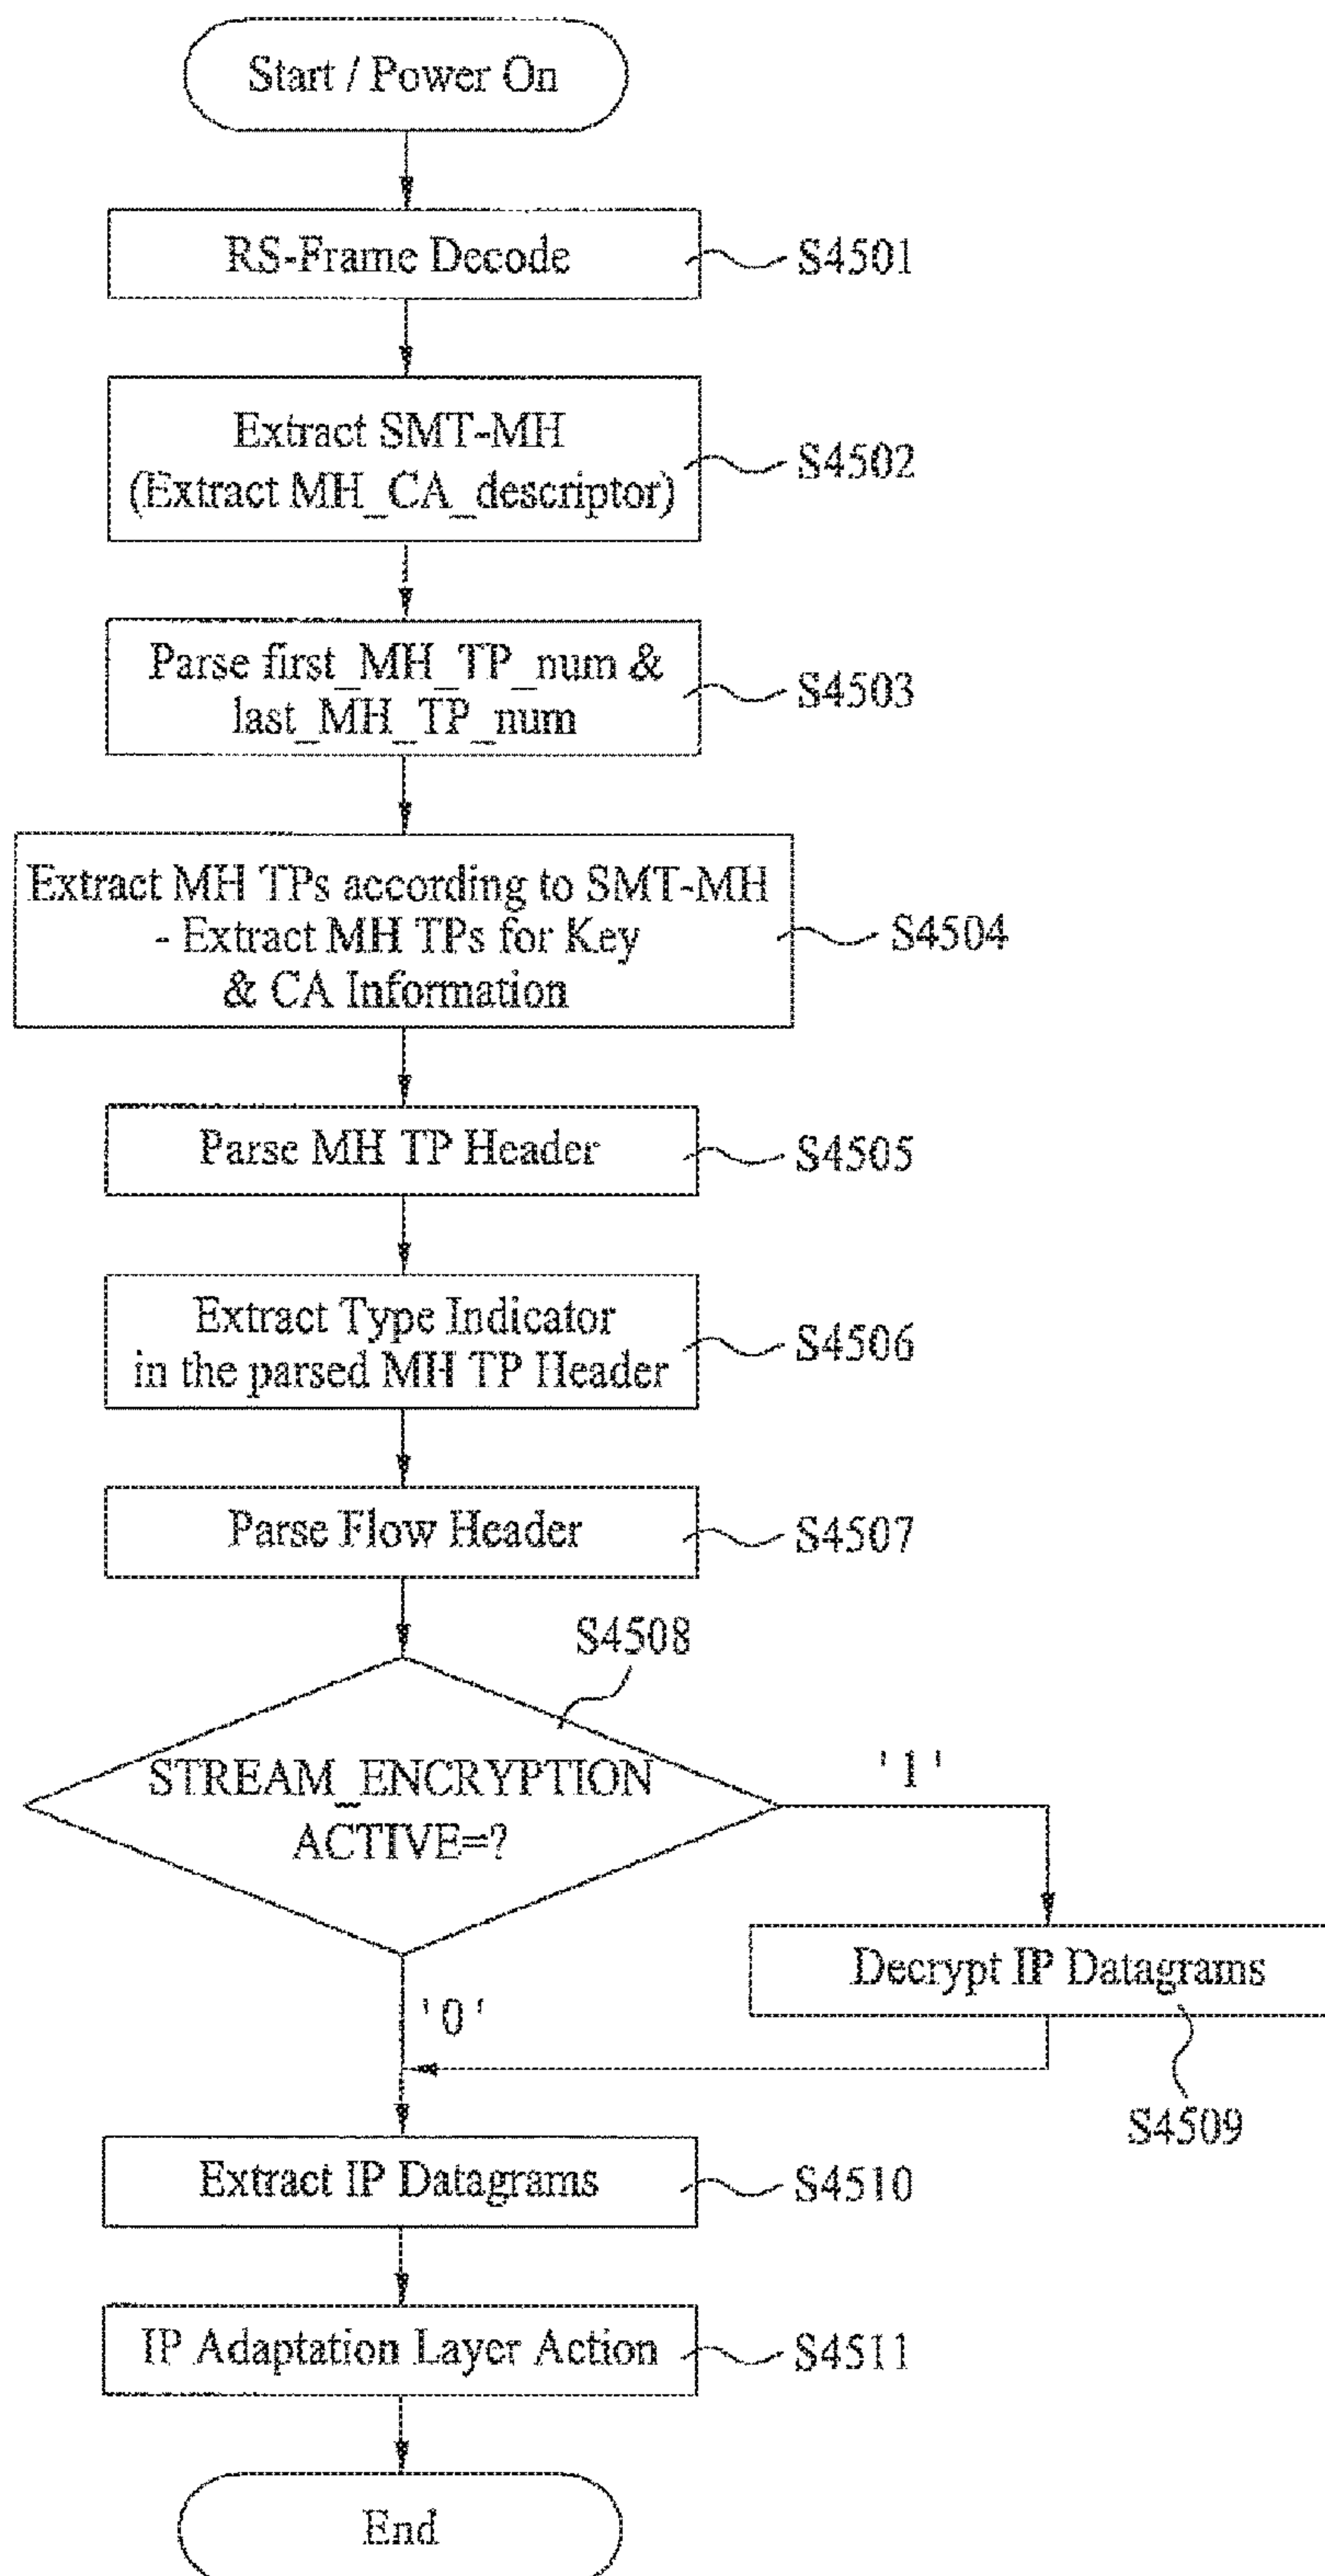 Start / Power On
RS-Frame Decode
S4501
Extract SMT-MH
(Extract MH_CA_descriptor)
S4502
Parse first_MH_TP_num &
last_MH_TP_num
S4503
Extract MH TPs according to SMT-MH
- Extract MH TPs for Key
& CA Information
S4504
Parse MH TP Header
S4505
Extract Type Indicator
in the parsed MH TP Header
S4506
Parse Flow Header
S4507
S4508
STREAM_ENCRYPTION
ACTIVE=?
'1'
Decrypt IP Datagrams
'0'
S4509
Extract IP Datagrams
S4510
IP Adaptation Layer Action
S4511
End